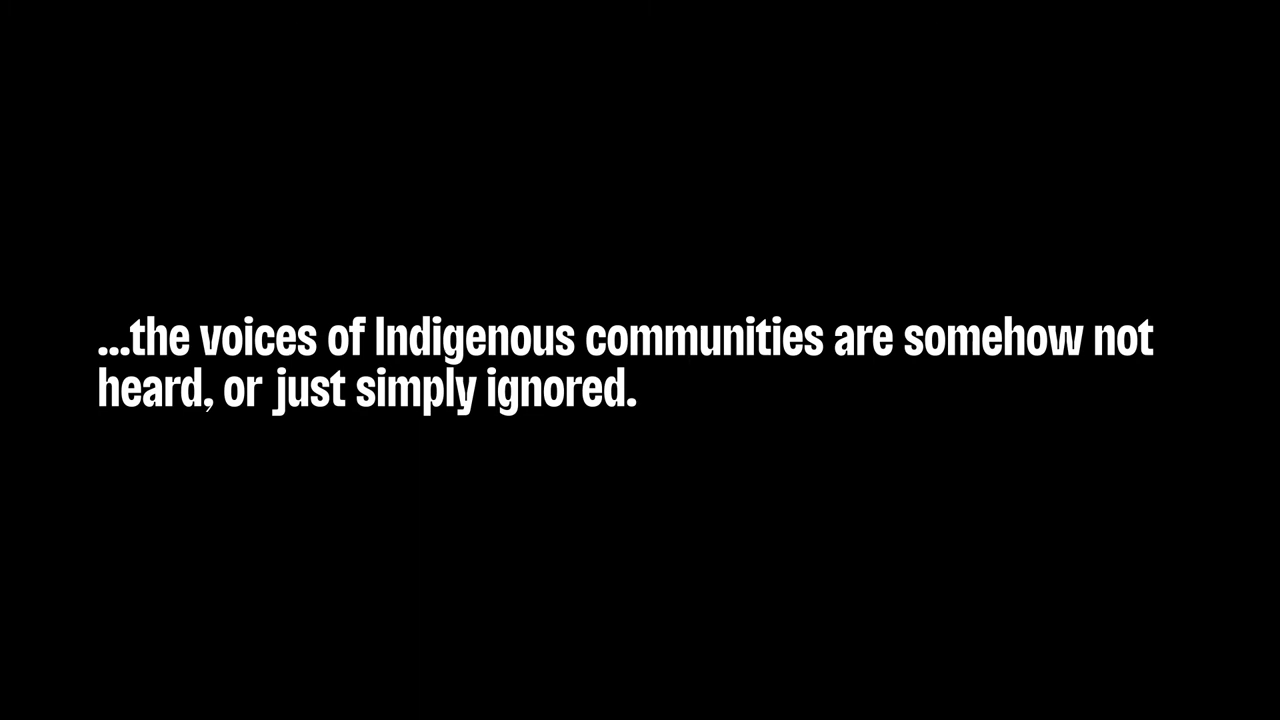 ...the voices of Indigenous communities are somehow not
heard, or just simply ignored.